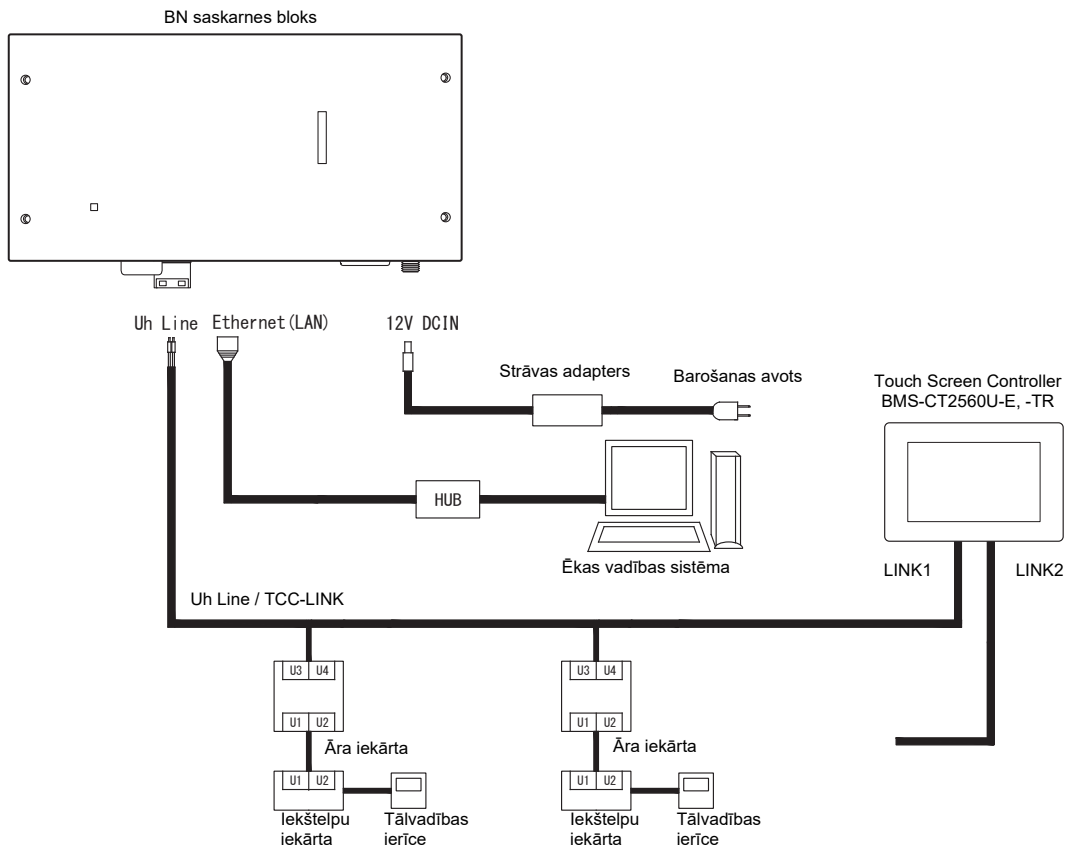 BN saskarnes bloks
Uh Line
Ethernet(LAN)
12V DCIN
Strāvas adapters
Barošanas avots
Touch Screen Controller
BMS-CT2560U-E, -TR
HUB
Ēkas vadības sistēma
LINK1
LINK2
Uh Line / TCC-LINK
U3 U4
U3 U4
U1 U2
U1 U2
Āra iekārta
Āra iekārta
U1 U2
U1 U2
Iekštelpu
iekārta
Tālvadības
ierīce
Iekštelpu
iekārta
Tālvadības
ierīce